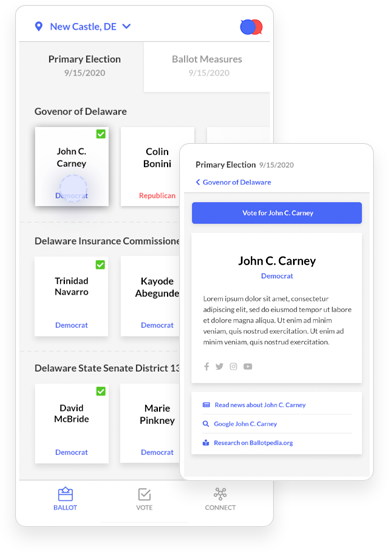 New Castle, DE
Primary Election
9/15/2020
Ballot Measures
9/15/2020
Govenor of Delaware
John C.
Carney
Democrat
Colin
Bonini
Republican
Delaware Insurance Commissione
Trinidad
Navarro
Democrat
Kayode
Abegunde
Democrat
Delaware State Senate District 13
David
McBride
Democrat
Marie
Pinkney
Democrat
BALLOT
VOTE
CONNECT
Primary Election 9/15/2020
Govenor of Delaware
Vote for John C. Carney
John C. Carney
Democrat
Lorem ipsum dolor sit amet, consectetur
adipiscing elit, sed do eiusmod tempor ut labore
et dolore magna aliqua. Ut enim ad minim
veniam, quis nostrud exercitation. Ut enim ad
minim veniam, quis nostrud exercitation.
Read news about John C. Carney
Google John C. Carney
Research on Ballotpedia.org